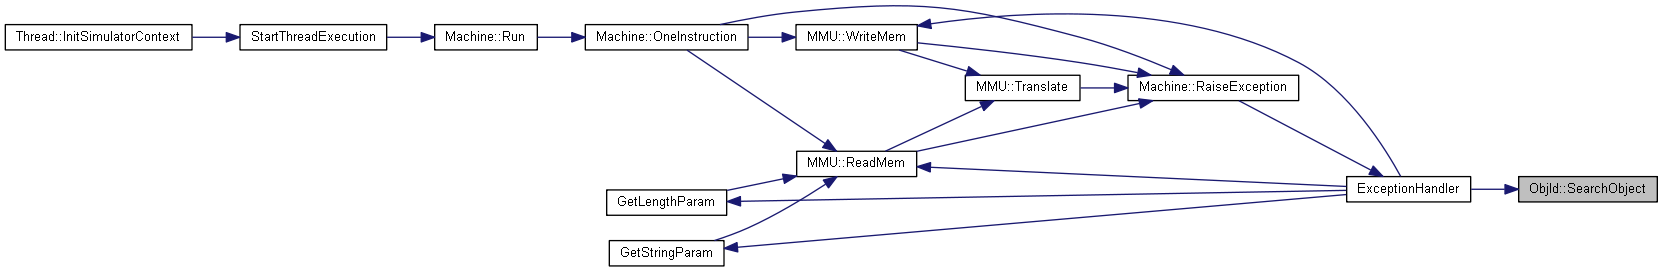 Thread::InitSimulatorContext
StartThreadExecution
Machine::Run
Machine::OneInstruction
MMU::WriteMem
MMU::Translate
Machine::RaiseException
MMU::ReadMem
GetLengthParam
GetStringParam
ExceptionHandler
ObjId::SearchObject